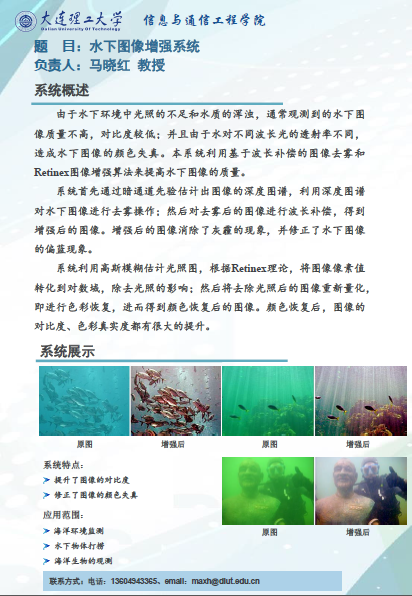 大连理工大学 信息与通信工程学院
Dalian University Of Technology
题 目：水下图像增强系统
负责人：马晓红 教授
系统概述
由于水下环境中光照的不足和水质的浑浊，通常观测到的水下图
像质量不高，对比度较低；并且由于水对不同波长光的透射率不同，
造成水下图像的颜色失真。本系统利用基于波长补偿的图像去雾和
Retinex图像增强算法来提高水下图像的质量。
系统首先通过暗通道先验估计出图像的深度图谱，利用深度图谱
对水下图像进行去雾操作；然后对去雾后的图像进行波长补偿，得到
增强后的图像。增强后的图像消除了灰霾的现象，并修正了水下图像
的偏蓝现象。
系统利用高斯模糊估计光照图，根据Retinex理论，将图像像素值
转化到对数域，除去光照的影响；然后将去除光照后的图像重新量化，
即进行色彩恢复，进而得到颜色恢复后的图像。颜色恢复后，图像的
对比度、色彩真实度都有很大的提升。
系统展示
原图 增强后 原图 增强后
系统特点：
提升了图像的对比度
修正了图像的颜色失真
应用范围：
海洋环境监测
水下物体打捞
海洋生物的观测
原图 增强后
联系方式：电话：13604943365、email：maxh@dlut.edu.cn